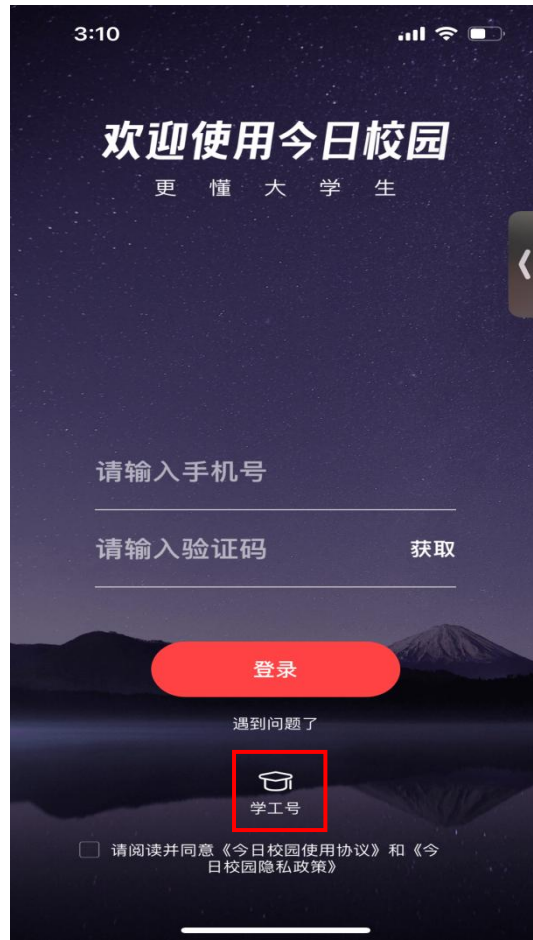 3:10
欢迎使用今日校园
更懂大学生
请输入手机号
请输入验证码 获取
登录
遇到问题了
学工号
请阅读并同意《今日校园使用协议》和《今
日校园隐私政策》